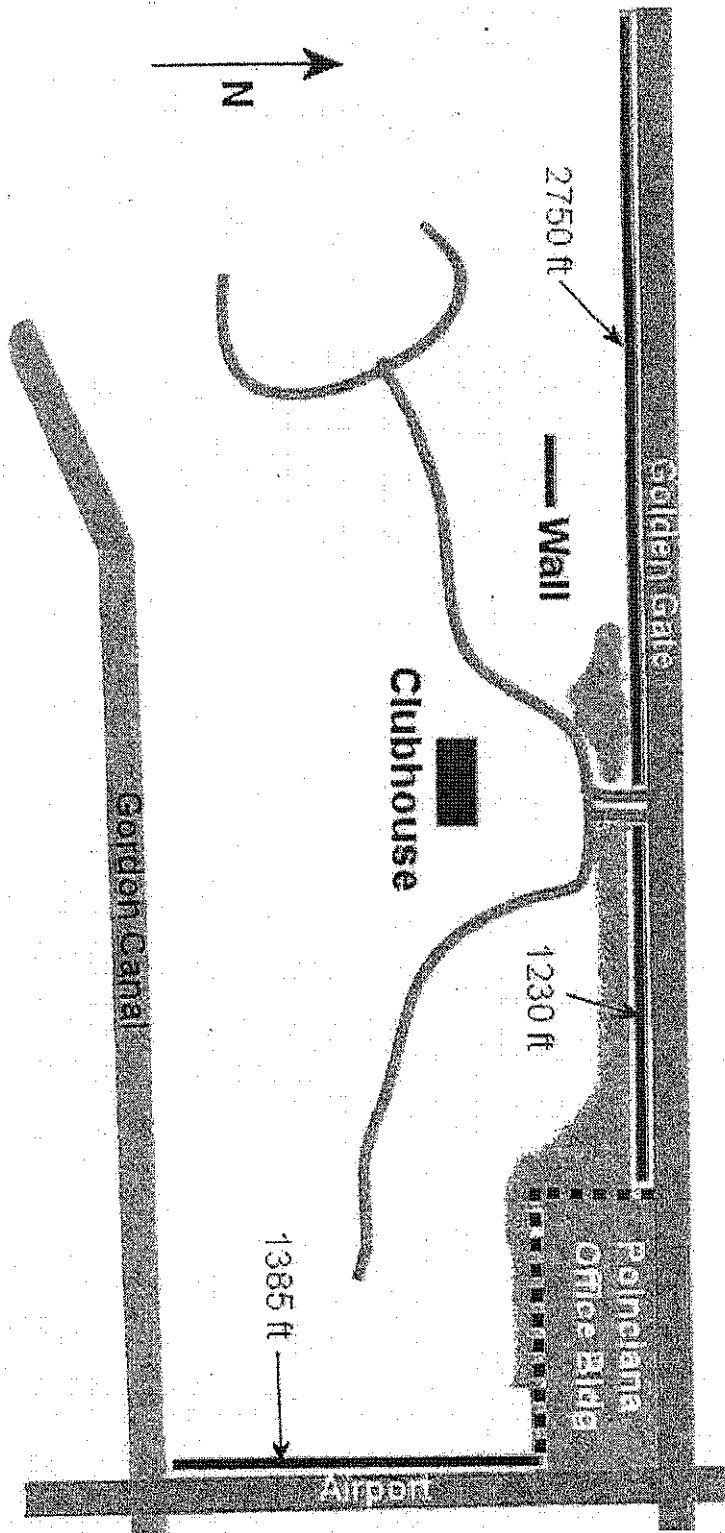 N
2750 ft
Golden Gate
Wall
Clubhouse
Gordon Canal
1230 ft
Poinciana
Office Bldg
1385 ft
Airport